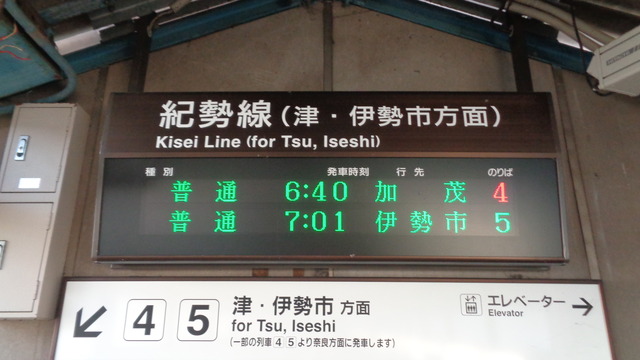 紀勢線(津・伊勢市方面)
Kisei Line (for Tsu, Iseshi)
種別 発車時刻 行先 のりば
普通 6:40 加茂 4
普通 7:01 伊勢市 5
4 5 津・伊勢市 方面
for Tsu, Iseshi
(一部の列車 4 5 より奈良方面に発車します)
エレベーター
Elevator